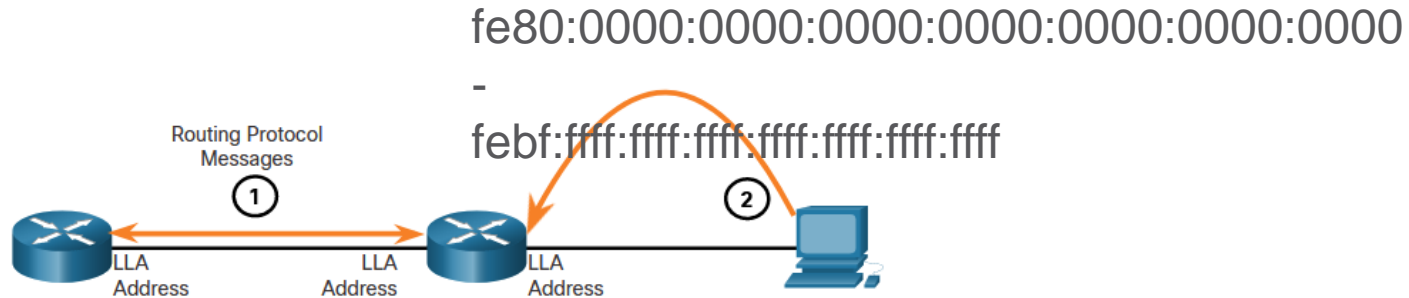 fe80:0000:0000:0000:0000:0000:0000:0000
-
febf:ffff:ffff:ffff:ffff:ffff:ffff:ffff
Routing Protocol
Messages
1
2
LLA
Address
LLA
Address
LLA
Address